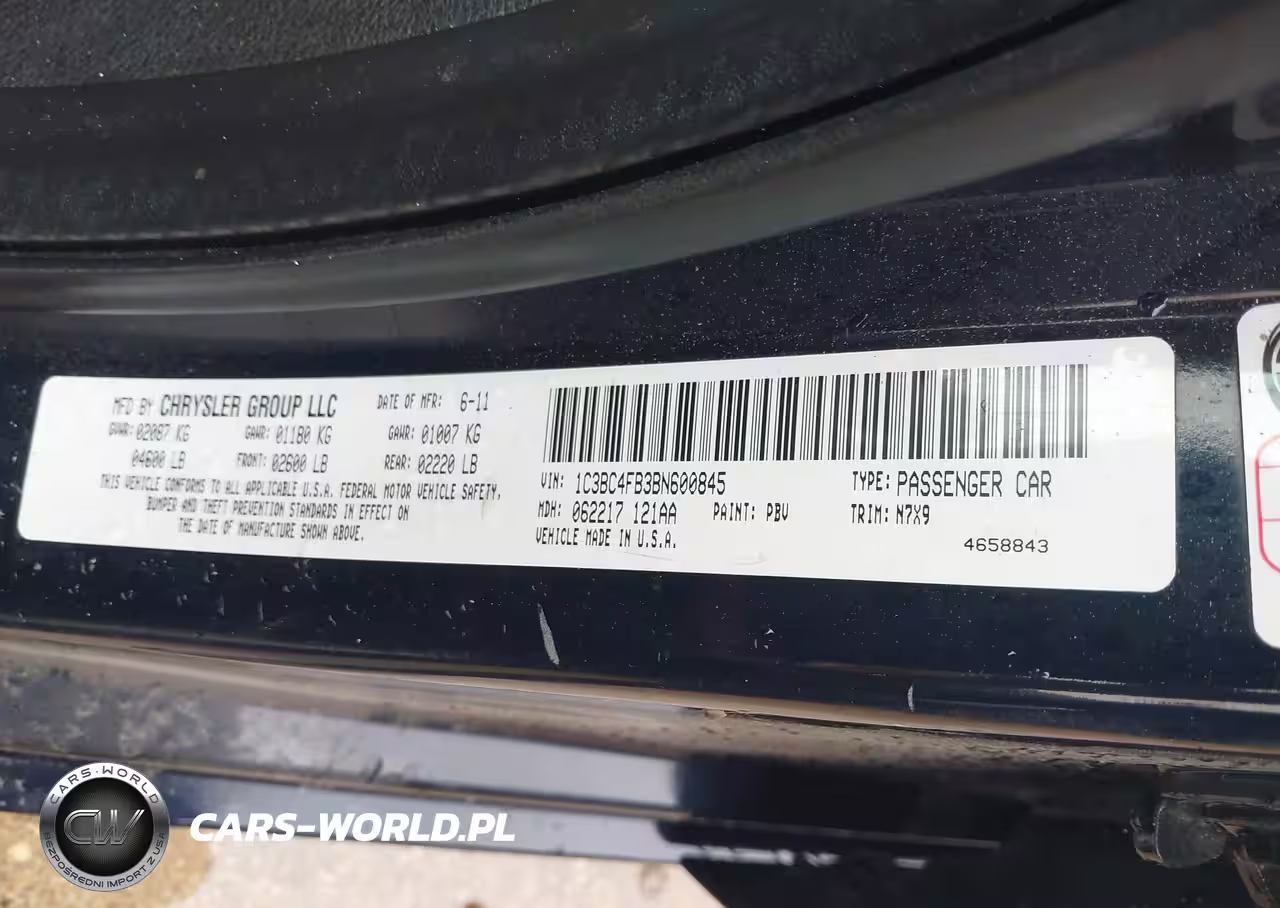 MFD BY CHRYSLER GROUP LLC DATE OF MFR: 6-11
GVWR: 02087 KG GAWR: 01180 KG GAWR: 01007 KG
04600 LB FRONT: 02600 LB REAR: 02220 LB
THIS VEHICLE CONFORMS TO ALL APPLICABLE U.S.A. FEDERAL MOTOR VEHICLE SAFETY,
BUMPER AND THEFT PREVENTION STANDARDS IN EFFECT ON
THE DATE OF MANUFACTURE SHOWN ABOVE.
VIN: 1C3BC4FB3BN600845 TYPE: PASSENGER CAR
MDH: 062217 121AA PAINT: PBV TRIM: N7X9
VEHICLE MADE IN U.S.A.
4658843
CARS-WORLD
CW
BEZPOŚREDNI IMPORT Z USA
CARS-WORLD.PL